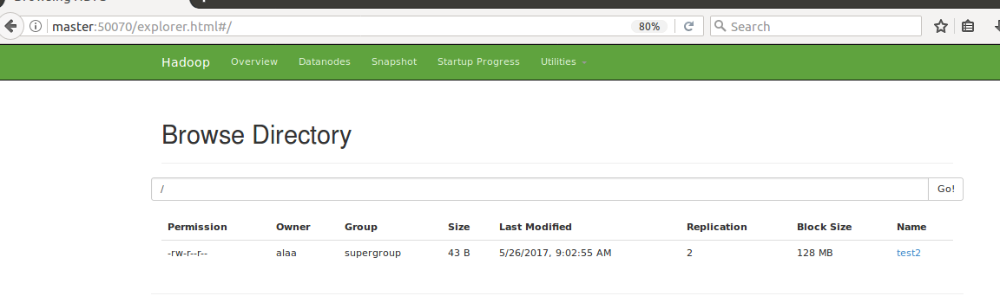 master:50070/explorer.html#/ 80% Search
Hadoop Overview Datanodes Snapshot Startup Progress Utilities
Browse Directory
/ Go!
Permission Owner Group Size Last Modified Replication Block Size Name
-rw-r--r-- alaa supergroup 43 B 5/26/2017, 9:02:55 AM 2 128 MB test2